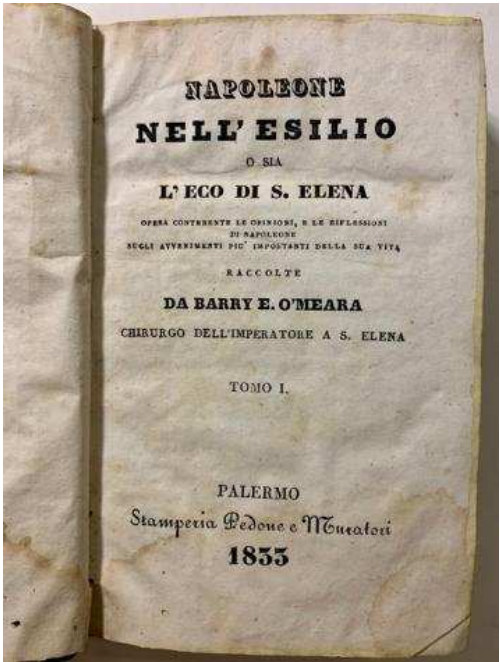 NAPOLEONE
NELL'ESILIO
O SIA
L'ECO DI S. ELENA
OPERA CONTENENTE LE OPINIONI, E LE RIFLESSIONI
DI NAPOLEONE
SUGLI AVVENIMENTI PIU' IMPORTANTI DELLA SUA VITA
RACCOLTE
DA BARRY E. O'MEARA
CHIRURGO DELL'IMPERATORE A S. ELENA
TOMO I.
PALERMO
Stamperia Pedone e Muratori
1833